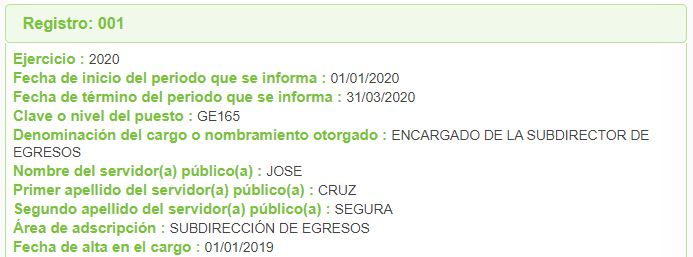 Registro: 001
Ejercicio : 2020
Fecha de inicio del periodo que se informa : 01/01/2020
Fecha de término del periodo que se informa : 31/03/2020
Clave o nivel del puesto : GE165
Denominación del cargo o nombramiento otorgado : ENCARGADO DE LA SUBDIRECTOR DE
EGRESOS
Nombre del servidor(a) público(a) : JOSE
Primer apellido del servidor(a) público(a) : CRUZ
Segundo apellido del servidor(a) público(a) : SEGURA
Área de adscripción : SUBDIRECCIÓN DE EGRESOS
Fecha de alta en el cargo : 01/01/2019